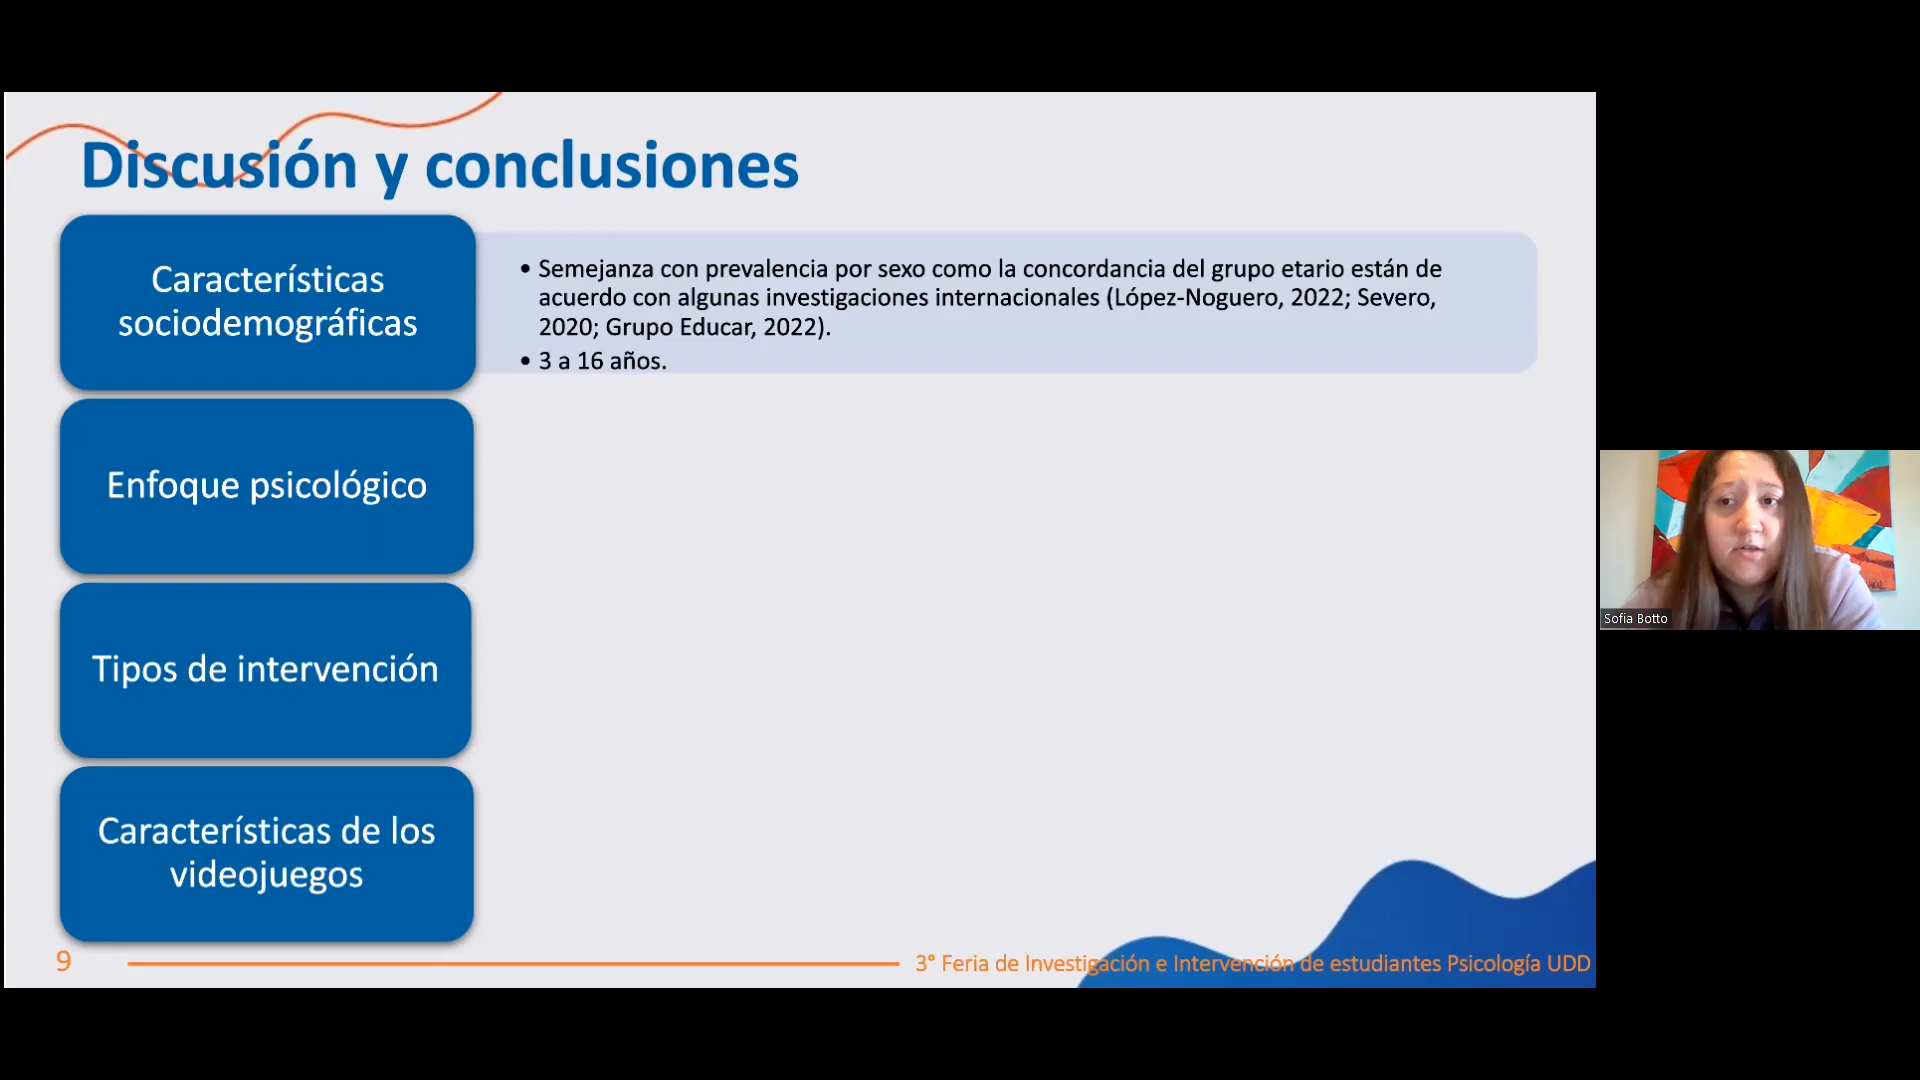 Discusión y conclusiones
Características
sociodemográficas
• Semejanza con prevalencia por sexo como la concordancia del grupo etario están de
acuerdo con algunas investigaciones internacionales (López-Noguero, 2022; Severo,
2020; Grupo Educar, 2022).
• 3 a 16 años.
Enfoque psicológico
Tipos de intervención
Características de los
videojuegos
9
3° Feria de Investigación e Intervención de estudiantes Psicología UDD
Sofia Botto